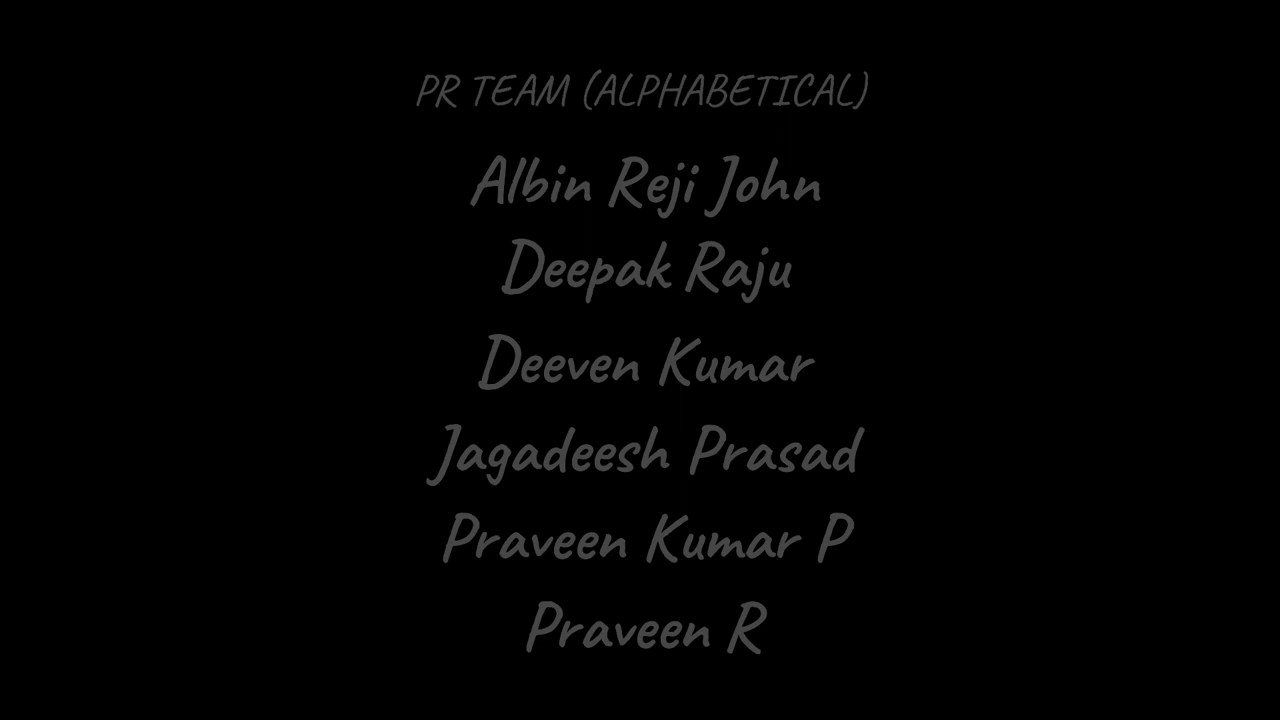 PR TEAM (ALPHABETICAL)
Albin Reji John
Deepak Raju
Deeven Kumar
Jagadeesh Prasad
Praveen Kumar P
Praveen R